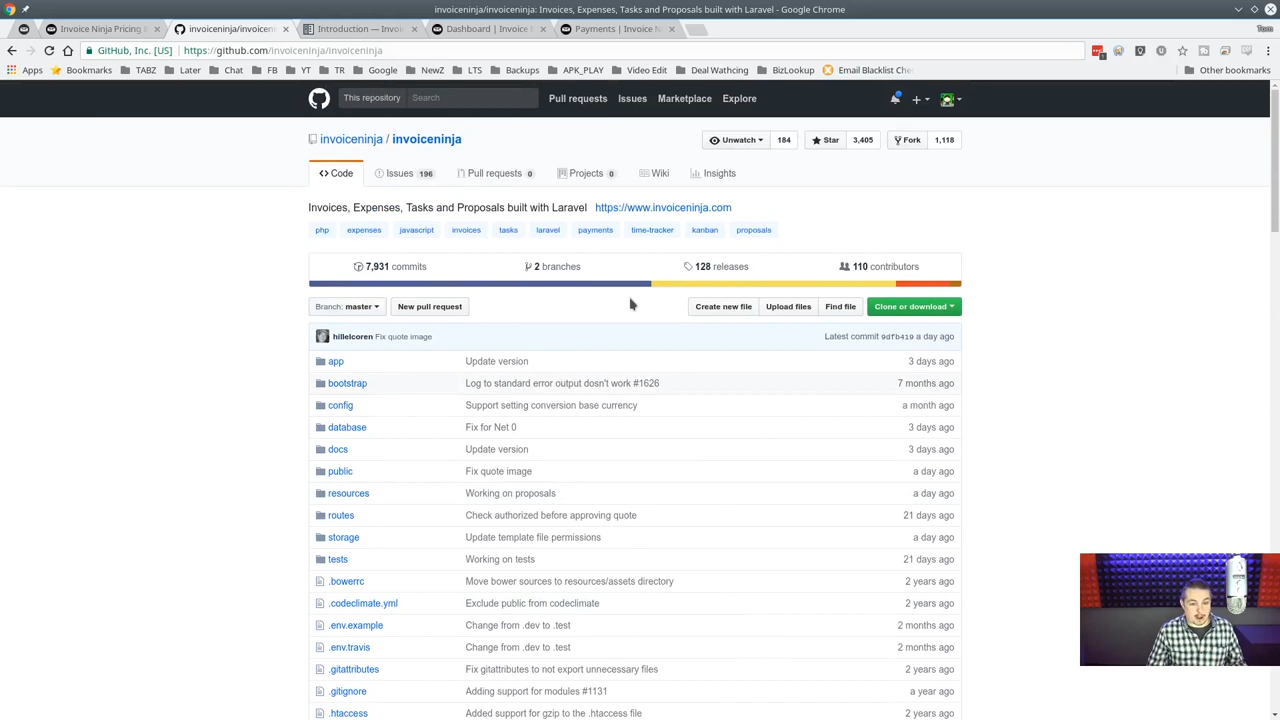 invoiceninja/invoiceninja: Invoices, Expenses, Tasks and Proposals built with Laravel - Google Chrome
Invoice Ninja Pricing
invoiceninja/invoicen
Introduction — Invoi
Dashboard | Invoice N
Payments | Invoice N
Tom
GitHub, Inc. [US]
https://github.com/invoiceninja/invoiceninja
Apps
Bookmarks
TABZ
Later
Chat
FB
YT
TR
Google
NewZ
LTS
Backups
APK_PLAY
Video Edit
Deal Wathcing
BizLookup
Email Blacklist Che
Other bookmarks
This repository
Search
Pull requests
Issues
Marketplace
Explore
invoiceninja / invoiceninja
Unwatch
184
Star
3,405
Fork
1,118
Code
Issues 196
Pull requests 0
Projects 0
Wiki
Insights
Invoices, Expenses, Tasks and Proposals built with Laravel https://www.invoiceninja.com
php
expenses
javascript
invoices
tasks
laravel
payments
time-tracker
kanban
proposals
7,931 commits
2 branches
128 releases
110 contributors
Branch: master
New pull request
Create new file
Upload files
Find file
Clone or download
hillelcoren Fix quote image
Latest commit 9dfb419 a day ago
app Update version 3 days ago
bootstrap Log to standard error output dosn't work #1626 7 months ago
config Support setting conversion base currency a month ago
database Fix for Net 0 3 days ago
docs Update version 3 days ago
public Fix quote image a day ago
resources Working on proposals a day ago
routes Check authorized before approving quote 21 days ago
storage Update template file permissions a day ago
tests Working on tests 21 days ago
.bowerrc Move bower sources to resources/assets directory 2 years ago
.codeclimate.yml Exclude public from codeclimate 2 years ago
.env.example Change from .dev to .test 2 months ago
.env.travis Change from .dev to .test 2 months ago
.gitattributes Fix gitattributes to not export unnecessary files 2 years ago
.gitignore Adding support for modules #1131 a year ago
.htaccess Added support for gzip to the .htaccess file 2 years ago